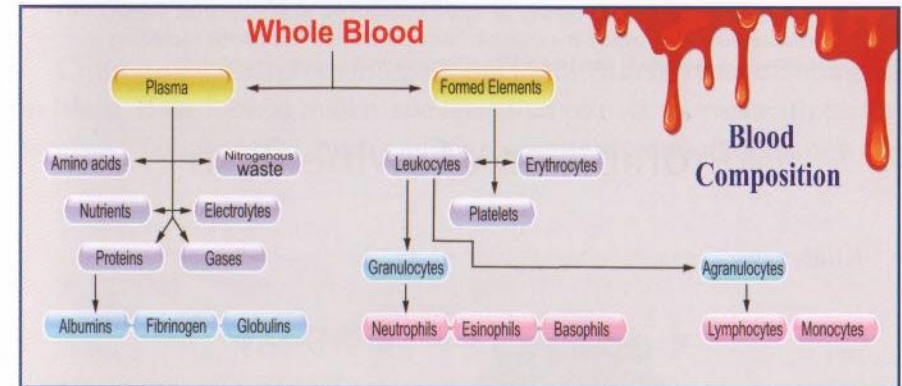 Whole Blood
Plasma
Formed Elements
Blood
Composition
Amino acids
Nitrogenous
waste
Leukocytes
Erythrocytes
Nutrients
Electrolytes
Platelets
Proteins
Gases
Granulocytes
Agranulocytes
Albumins
Fibrinogen
Globulins
Neutrophils
Esinophils
Basophils
Lymphocytes
Monocytes